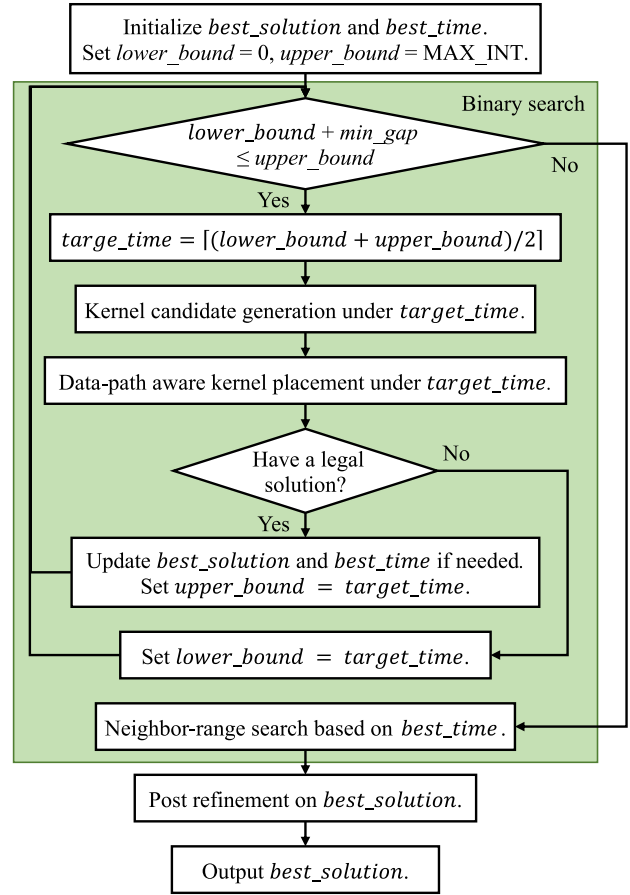 Initialize best_solution and best_time.
Set lower_bound = 0, upper_bound = MAX_INT.
Binary search
lower_bound + min_gap
≤ upper_bound
No
Yes
targe_time = ⌈(lower_bound + upper_bound)/2⌉
Kernel candidate generation under target_time.
Data-path aware kernel placement under target_time.
Have a legal
solution?
No
Yes
Update best_solution and best_time if needed.
Set upper_bound = target_time.
Set lower_bound = target_time.
Neighbor-range search based on best_time.
Post refinement on best_solution.
Output best_solution.